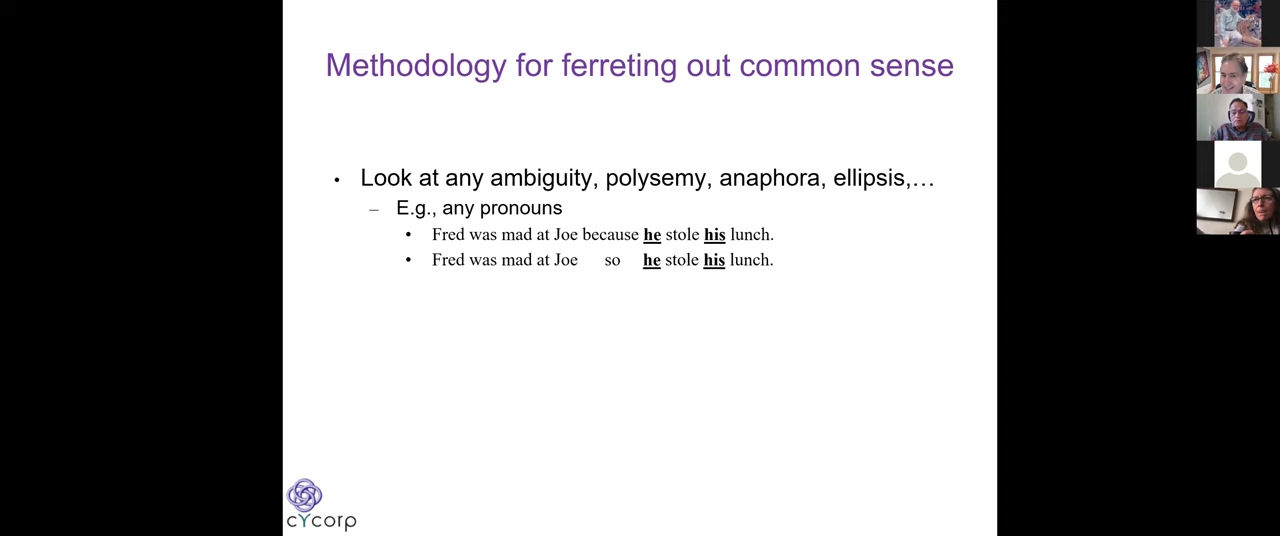 Methodology for ferreting out common sense
• Look at any ambiguity, polysemy, anaphora, ellipsis,…
– E.g., any pronouns
• Fred was mad at Joe because he stole his lunch.
• Fred was mad at Joe so he stole his lunch.
cYcorp